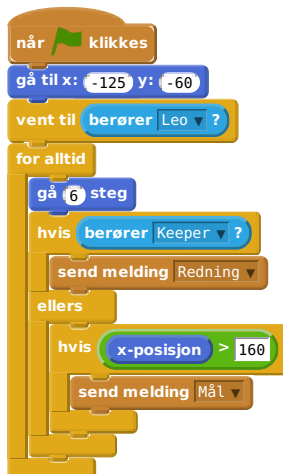 når klikkes
gå til x: -125 y: -60
vent til berører Leo ?
for alltid
gå 6 steg
hvis berører Keeper ?
send melding Redning
ellers
hvis x-posisjon > 160
send melding Mål